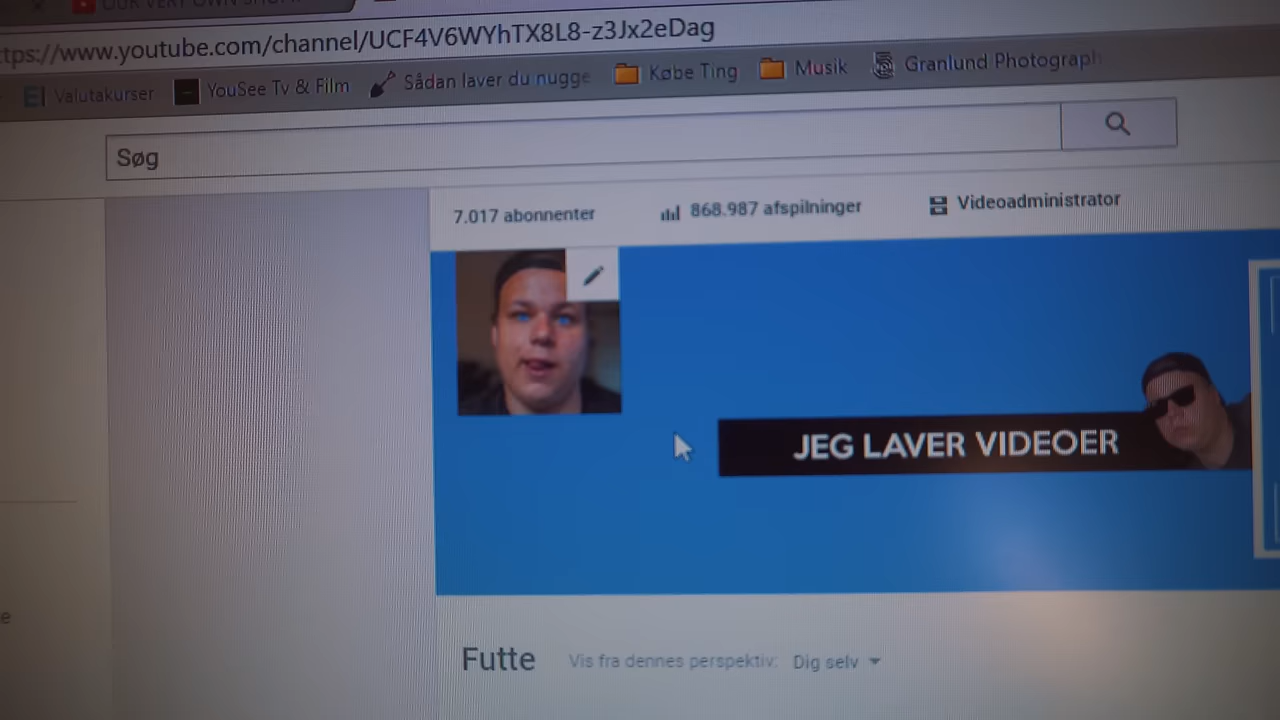 ttps://www.youtube.com/channel/UCF4V6WYhTX8L8-z3Jx2eDag
Valutakurser YouSee Tv & Film Sådan laver du nugge Købe Ting Musik Granlund Photograph
Søg
7.017 abonnenter 868.987 afspilninger Videoadministrator
JEG LAVER VIDEOER
e
Futte Vis fra dennes perspektiv: Dig selv